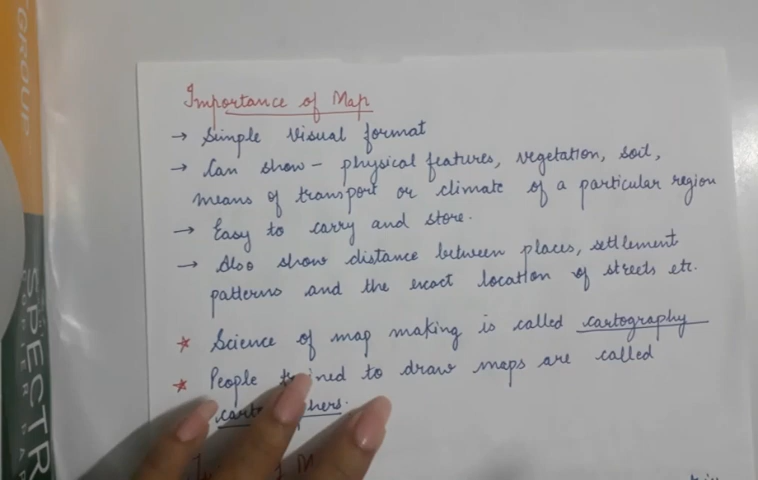 Importance of Map
→ Simple visual format
→ Can show - physical features, vegetation, soil,
means of transport or climate of a particular region
→ Easy to carry and store.
→ Also show distance between places, settlement
patterns and the exact location of streets etc.
* Science of map making is called cartography
* People trained to draw maps are called
GROUP
SPECTR